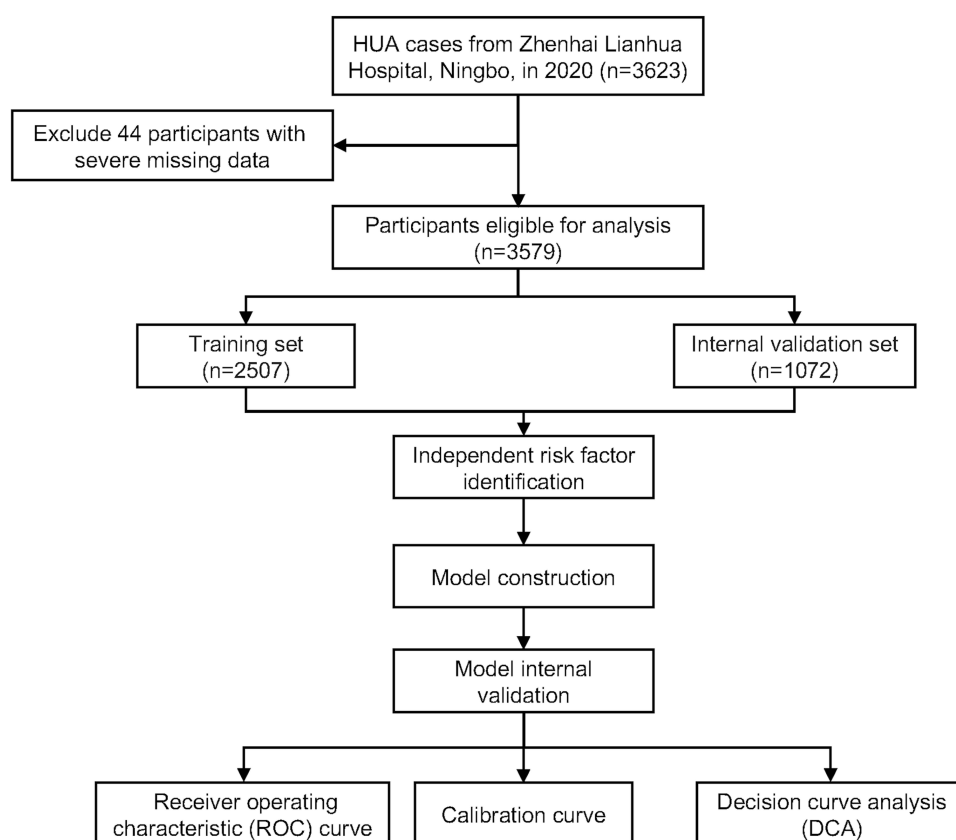 HUA cases from Zhenhai Lianhua
Hospital, Ningbo, in 2020 (n=3623)
Exclude 44 participants with
severe missing data
Participants eligible for analysis
(n=3579)
Training set
(n=2507)
Internal validation set
(n=1072)
Independent risk factor
identification
Model construction
Model internal
validation
Receiver operating
characteristic (ROC) curve
Calibration curve
Decision curve analysis
(DCA)